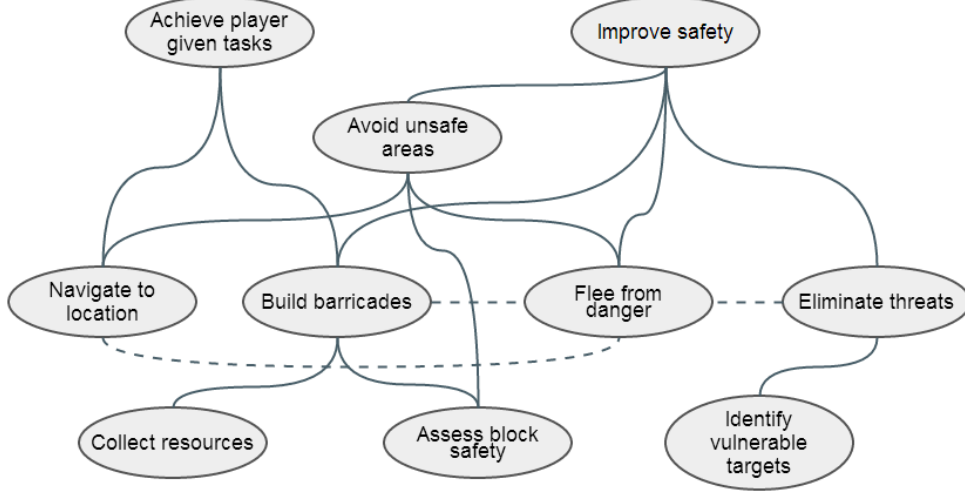 Achieve player
given tasks
Improve safety
Avoid unsafe
areas
Navigate to
location
Build barricades
Flee from
danger
Eliminate threats
Collect resources
Assess block
safety
Identify
vulnerable
targets